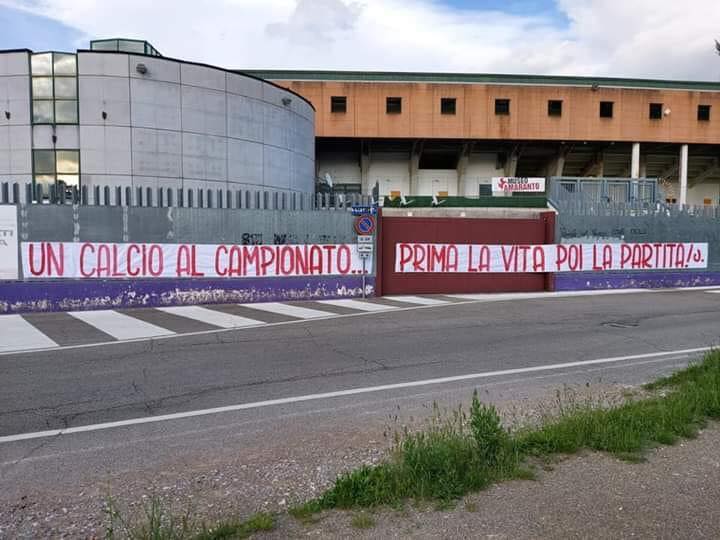 MUSEO
AMARANTO
UN CALCIO AL CAMPIONATO...
PRIMA LA VITA POI LA PARTITA!